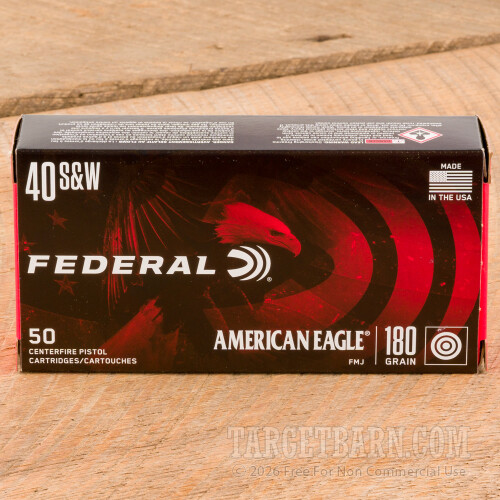 40 S&W
MADE
IN THE USA
FEDERAL®
50
CENTERFIRE PISTOL
CARTRIDGES/CARTOUCHES
AMERICAN EAGLE®
FMJ
180
GRAIN
TARGETBARN.COM
© 2026 Free For Non Commercial Use